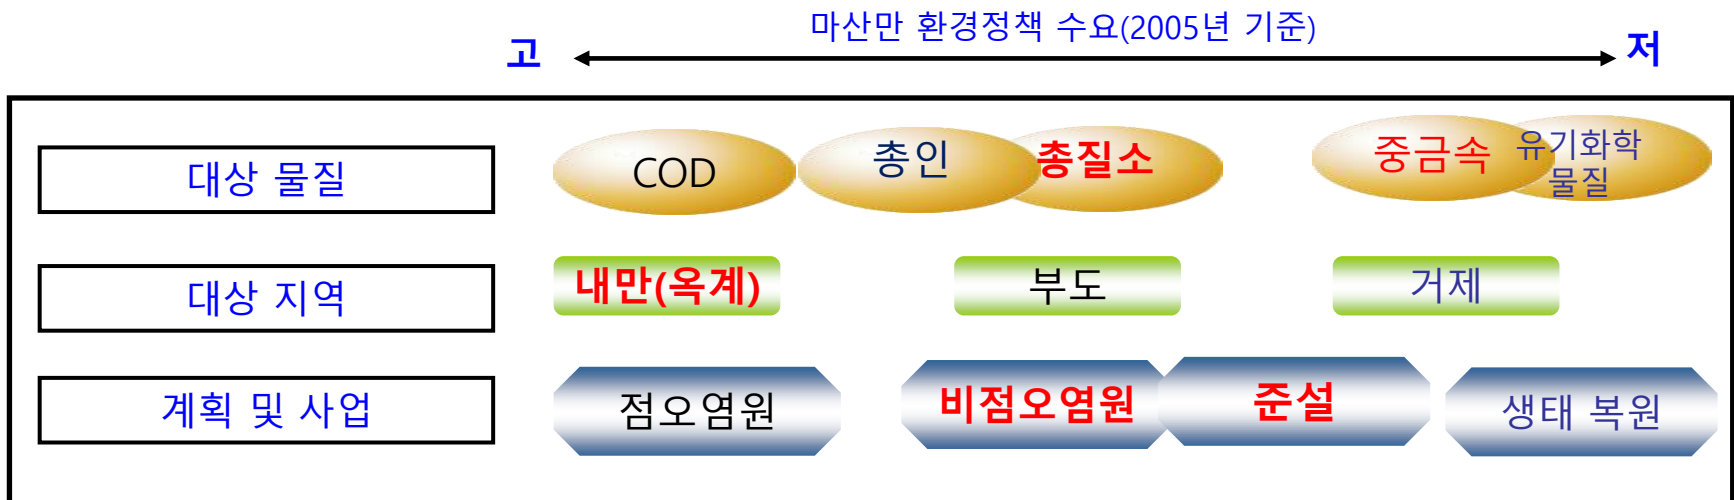 마산만 환경정책 수요(2005년 기준)
고 저
대상 물질 COD 총인 총질소 중금속 유기화학
물질
대상 지역 내만(옥계) 부도 거제
계획 및 사업 점오염원 비점오염원 준설 생태 복원